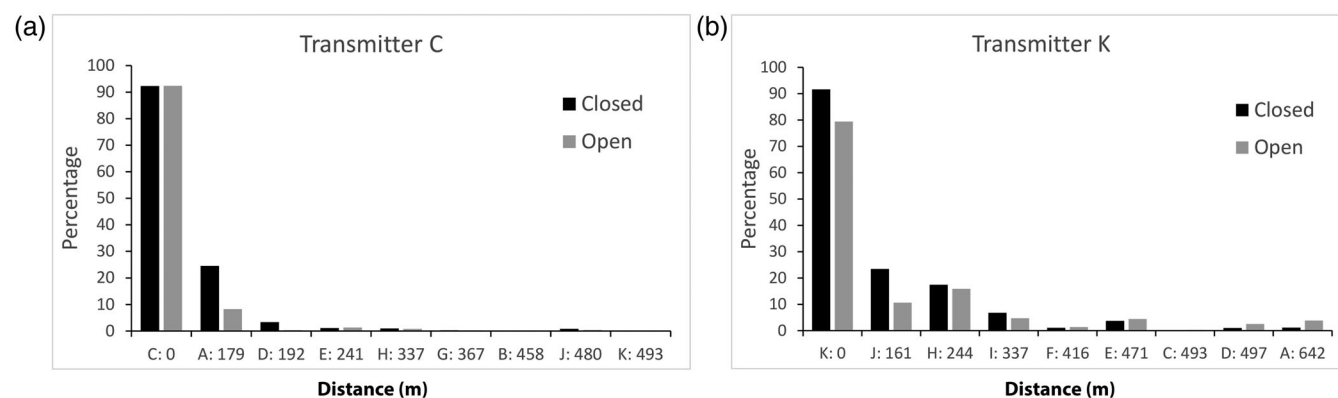 (a)
Transmitter C
Percentage
100
90
80
70
60
50
40
30
20
10
0
Closed
Open
C: 0 A: 179 D: 192 E: 241 H: 337 G: 367 B: 458 J: 480 K: 493
Distance (m)
(b)
Transmitter K
Percentage
100
90
80
70
60
50
40
30
20
10
0
Closed
Open
K: 0 J: 161 H: 244 I: 337 F: 416 E: 471 C: 493 D: 497 A: 642
Distance (m)